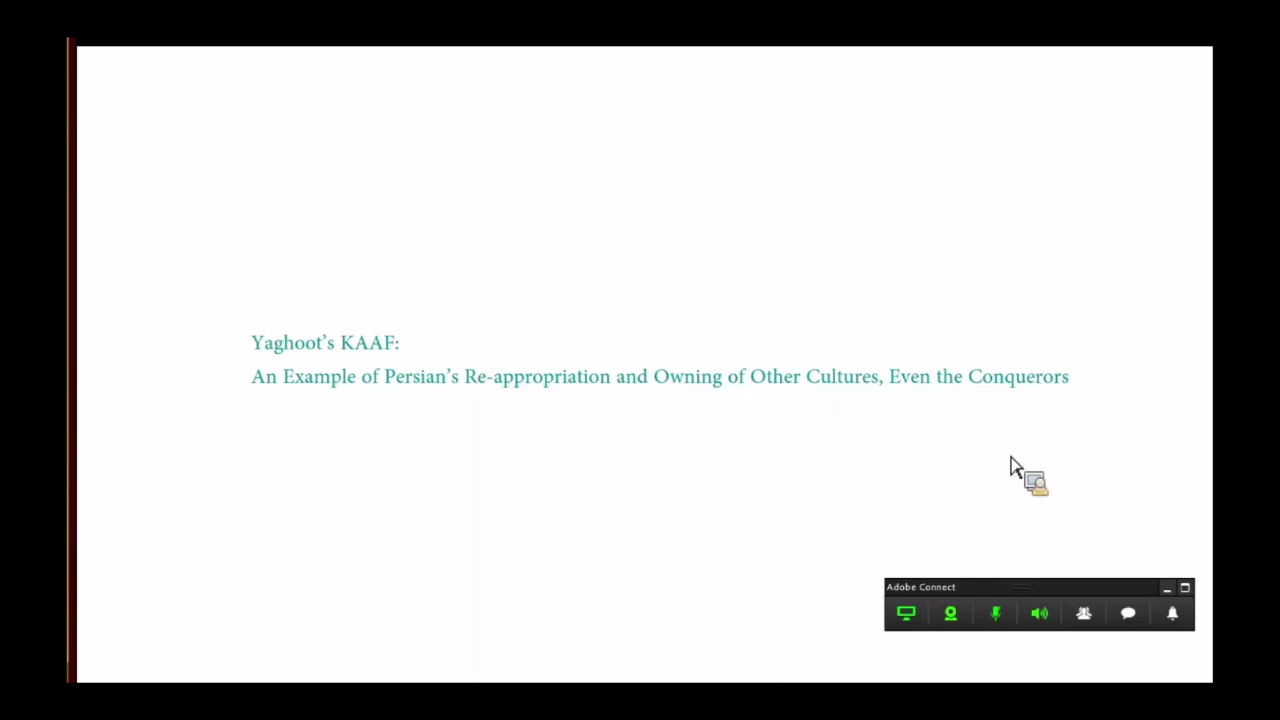 Yaghoot’s KAAF:
An Example of Persian’s Re-appropriation and Owning of Other Cultures, Even the Conquerors
Adobe Connect